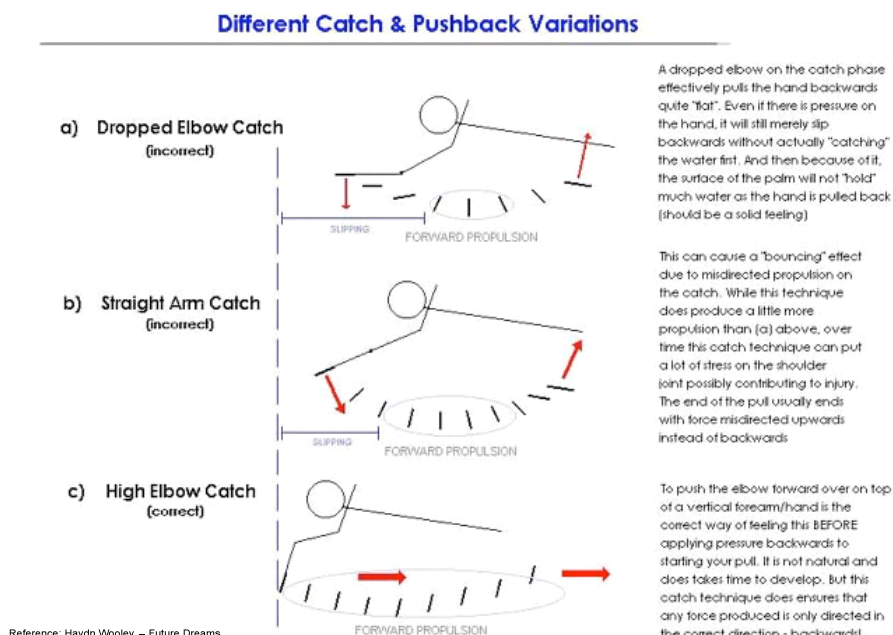 Different Catch & Pushback Variations
a) Dropped Elbow Catch
(incorrect)
SLIPPING
FORWARD PROPULSION
A dropped elbow on the catch phase
effectively pulls the hand backwards
quite "flat". Even if there is pressure on
the hand, it will still merely slip
backwards without actually "catching"
the water first. And then because of it,
the surface of the palm will not "hold"
much water as the hand is pulled back
(should be a solid feeling)
b) Straight Arm Catch
(incorrect)
SLIPPING
FORWARD PROPULSION
This can cause a "bouncing" effect
due to misdirected propulsion on
the catch. While this technique
does produce a little more
propulsion than (a) above, over
time this catch technique can put
a lot of stress on the shoulder
joint possibly contributing to injury.
The end of the pull usually ends
with force misdirected upwards
instead of backwards
c) High Elbow Catch
(correct)
FORWARD PROPULSION
To push the elbow forward over on top
of a vertical forearm/hand is the
correct way of feeling this BEFORE
applying pressure backwards to
starting your pull. It is not natural and
does takes time to develop. But this
catch technique does ensures that
any force produced is only directed in
the correct direction - backwards!
Reference: Haydn Wooley – Future Dreams